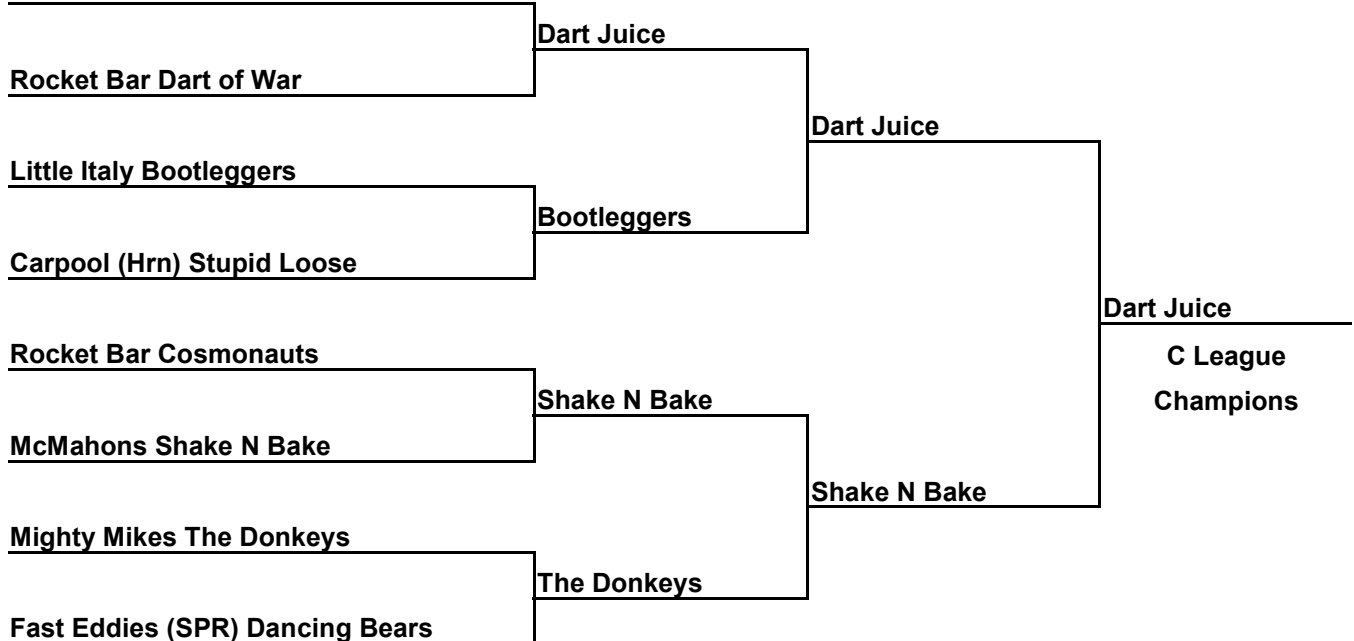 Dart Juice
Rocket Bar Dart of War
Dart Juice
Little Italy Bootleggers
Bootleggers
Carpool (Hrn) Stupid Loose
Dart Juice
Rocket Bar Cosmonauts
C League
Shake N Bake
Champions
McMahons Shake N Bake
Shake N Bake
Mighty Mikes The Donkeys
The Donkeys
Fast Eddies (SPR) Dancing Bears